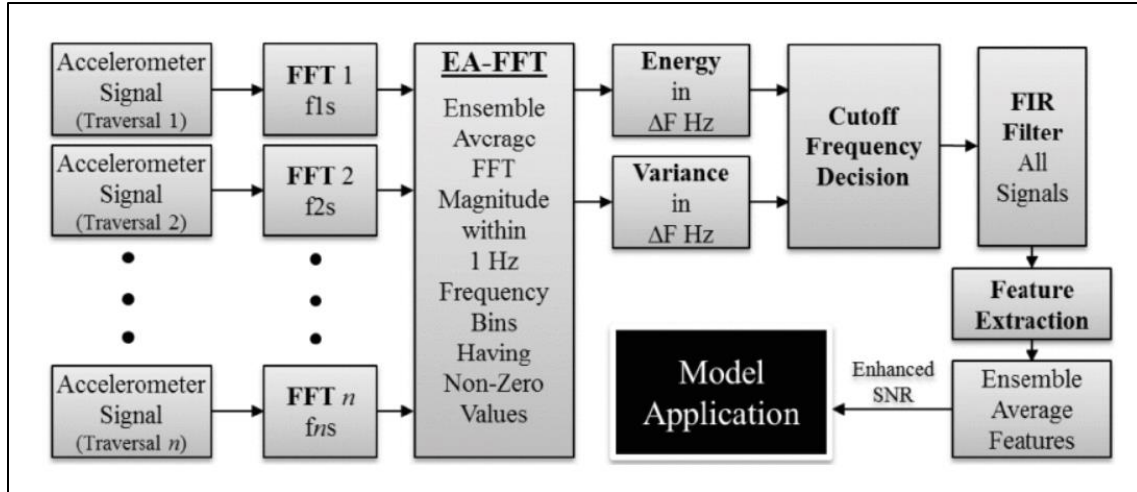 Accelerometer
Signal
(Traversal 1)
FFT 1
f1s
Accelerometer
Signal
(Traversal 2)
FFT 2
f2s
Accelerometer
Signal
(Traversal n)
FFT n
fns
EA-FFT
Ensemble
Average
FFT
Magnitude
within
1 Hz
Frequency
Bins
Having
Non-Zero
Values
Energy
in
ΔF Hz
Variance
in
ΔF Hz
Cutoff
Frequency
Decision
FIR
Filter
All
Signals
Feature
Extraction
Ensemble
Average
Features
Enhanced
SNR
Model
Application